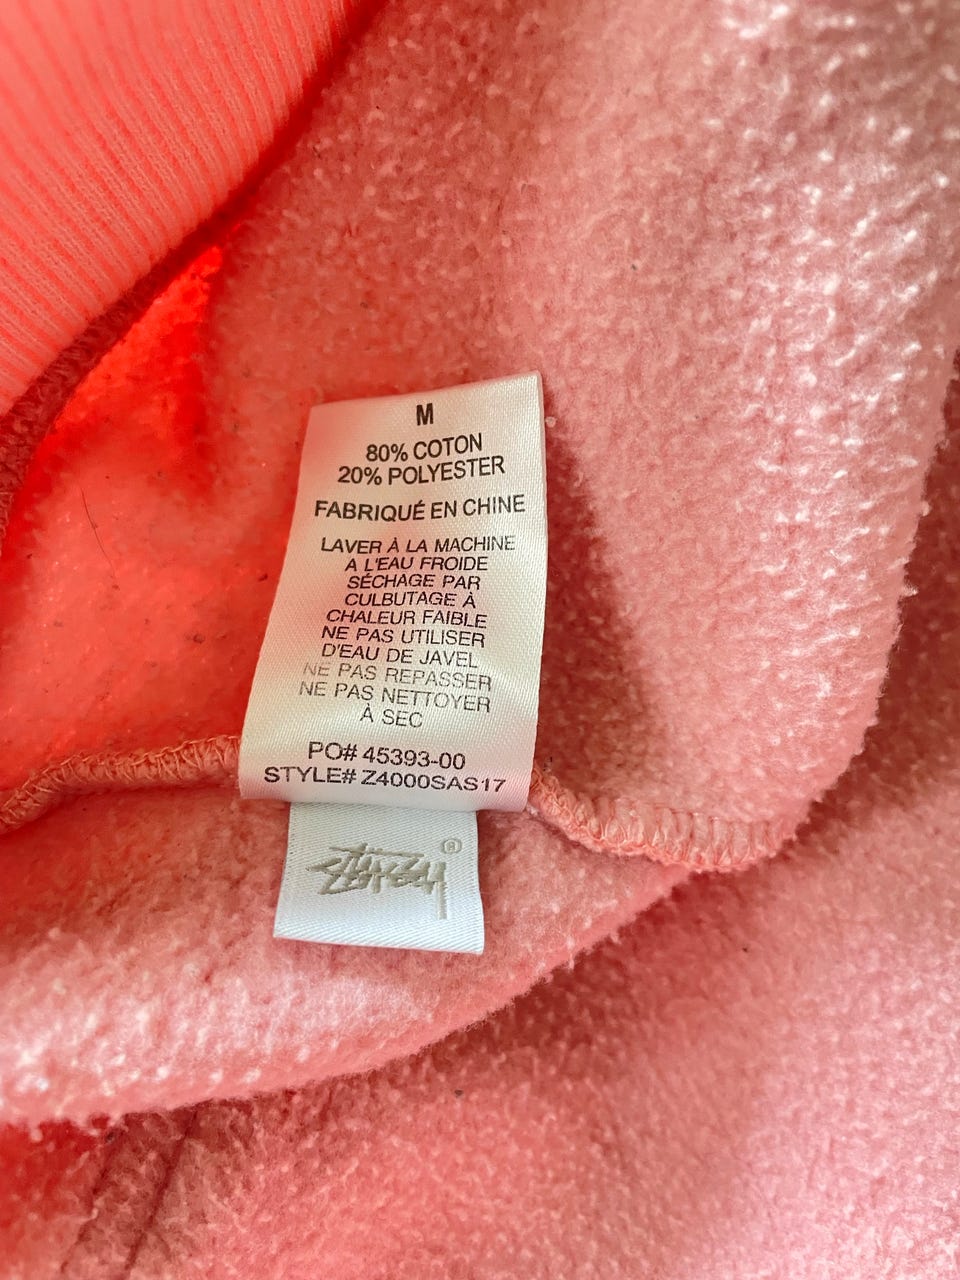 M
80% COTON
20% POLYESTER
FABRIQUÉ EN CHINE
LAVER À LA MACHINE
A L'EAU FROIDE
SÉCHAGE PAR
CULBUTAGE À
CHALEUR FAIBLE
NE PAS UTILISER
D'EAU DE JAVEL
NE PAS REPASSER
NE PAS NETTOYER
À SEC
PO# 45393-00
STYLE# Z4000SAS17
STÜSSY ®